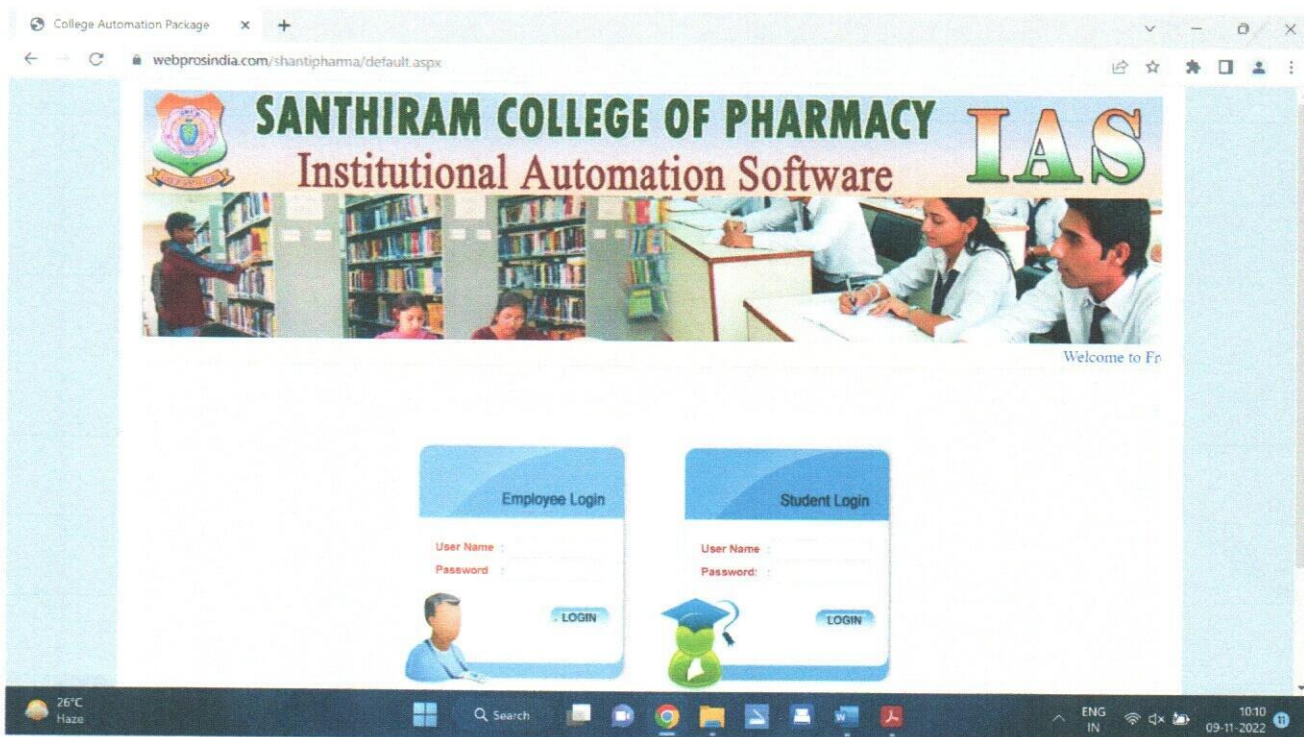 College Automation Package
webprosindia.com/shantipharma/default.aspx
SANTHIRAM COLLEGE OF PHARMACY
IAS
Institutional Automation Software
Welcome to Fr
Employee Login
User Name :
Password :
LOGIN
Student Login
User Name :
Password: :
LOGIN
26°C
Haze
Search
ENG
IN
10:10
09-11-2022
11